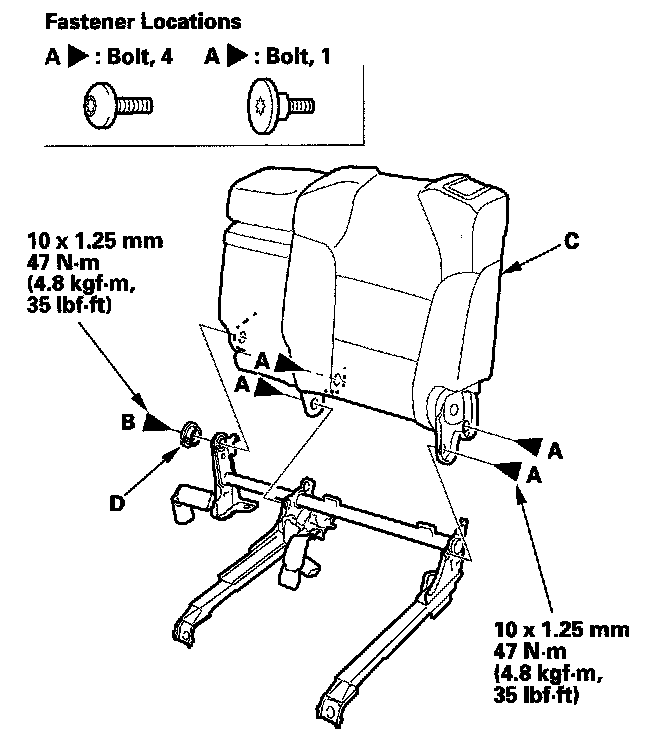 Fastener Locations
A ▶ : Bolt, 4 A ▶ : Bolt, 1
C
10 x 1.25 mm
47 N·m
(4.8 kgf·m,
35 lbf·ft)
A
A
B
A
A
D
10 x 1.25 mm
47 N·m
(4.8 kgf·m,
35 lbf·ft)